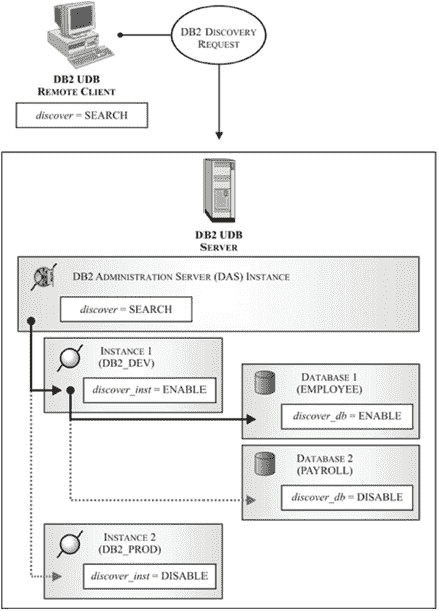 DB2 DISCOVERY
REQUEST
DB2 UDB
REMOTE CLIENT
discover = SEARCH
DB2 UDB
SERVER
DB2 ADMINISTRATION SERVER (DAS) INSTANCE
discover = SEARCH
INSTANCE 1
(DB2_DEV)
discover_inst = ENABLE
DATABASE 1
(EMPLOYEE)
discover_db = ENABLE
DATABASE 2
(PAYROLL)
discover_db = DISABLE
INSTANCE 2
(DB2_PROD)
discover_inst = DISABLE